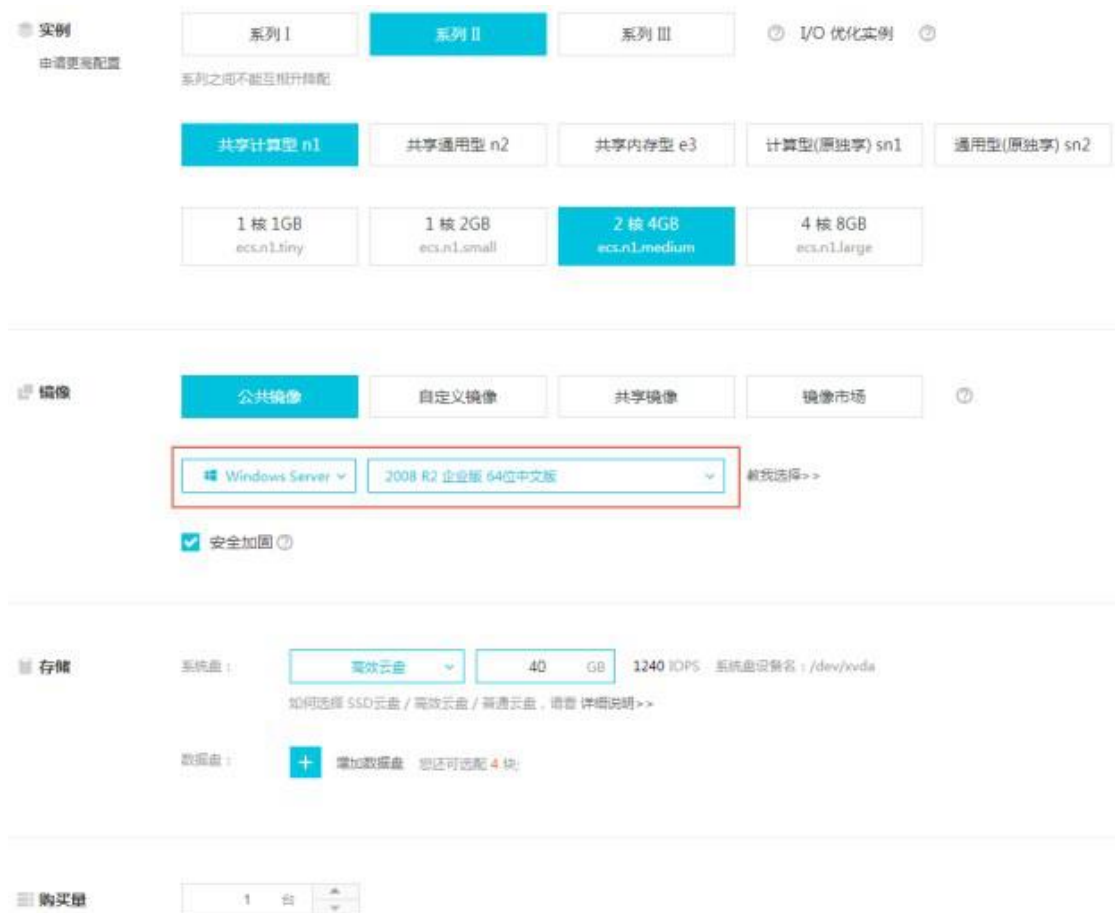 实例
系列 I 系列 II 系列 III I/O 优化实例
申请更高配置
系列之间不能互相升降配
共享计算型 n1 共享通用型 n2 共享内存型 e3 计算型(原独享) sn1 通用型(原独享) sn2
1 核 1GB 1 核 2GB 2 核 4GB 4 核 8GB
ecs.n1.tiny ecs.n1.small ecs.n1.medium ecs.n1.large
镜像 公共镜像 自定义镜像 共享镜像 镜像市场
Windows Server 2008 R2 企业版 64位中文版 教我选择>>
安全加固
存储 系统盘： 高效云盘 40 GB 1240 IOPS 系统盘设备名：/dev/xvda
如何选择 SSD云盘 / 高效云盘 / 普通云盘，请看 详细说明>>
数据盘： 增加数据盘 您还可选配 4 块;
购买量 1 台